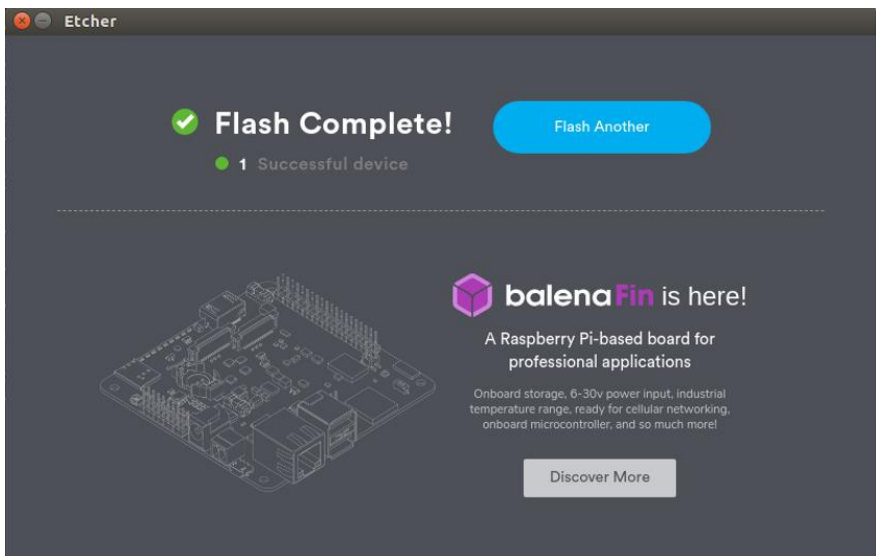 Etcher
Flash Complete!
Flash Another
1 Successful device
balenaFin is here!
A Raspberry Pi-based board for
professional applications
Onboard storage, 6-30v power input, industrial
temperature range, ready for cellular networking,
onboard microcontroller, and so much more!
Discover More